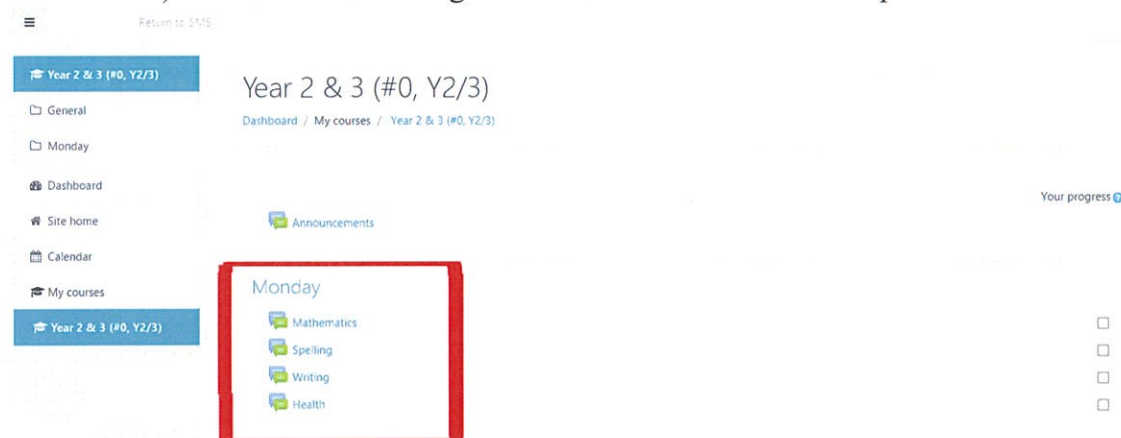 Return to SMS
Year 2 & 3 (#0, Y2/3)
General
Monday
Dashboard
Site home
Calendar
My courses
Year 2 & 3 (#0, Y2/3)
Year 2 & 3 (#0, Y2/3)
Dashboard / My courses / Year 2 & 3 (#0, Y2/3)
Your progress
Announcements
Monday
Mathematics
Spelling
Writing
Health